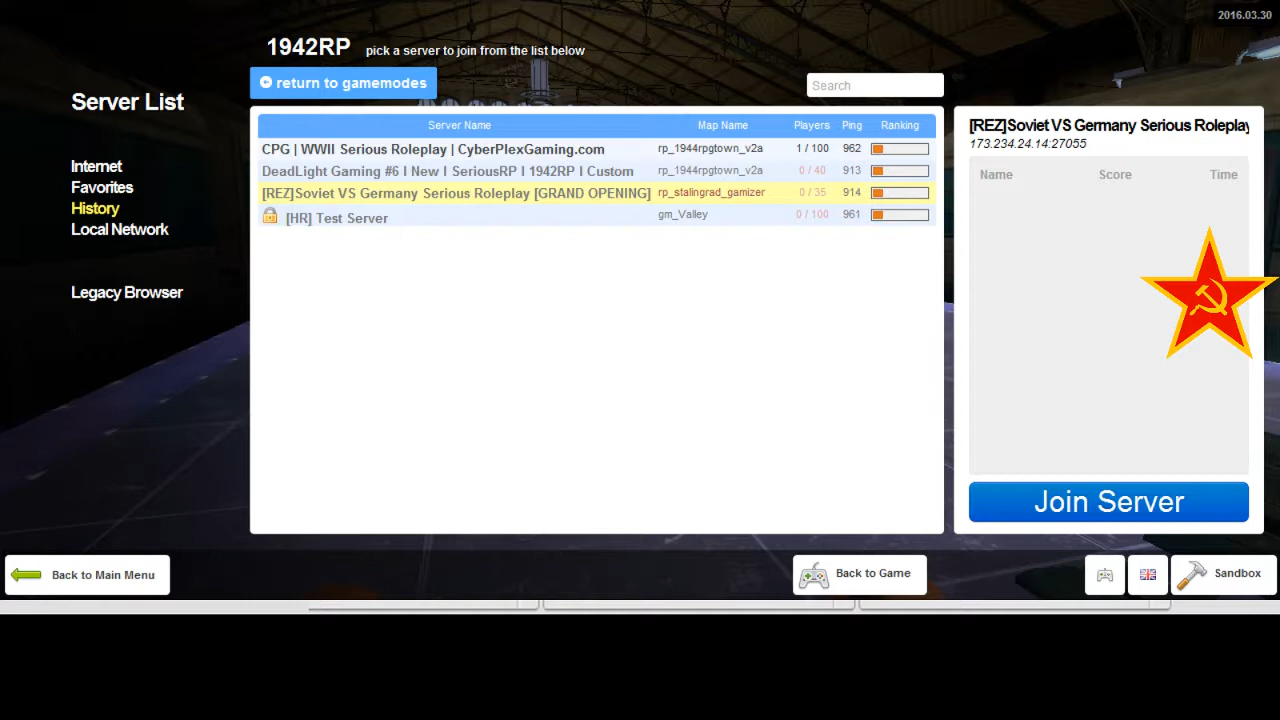 2016.03.30
1942RP pick a server to join from the list below
return to gamemodes
Search
Server List
Internet
Favorites
History
Local Network
Legacy Browser
Server Name Map Name Players Ping Ranking
CPG | WWII Serious Roleplay | CyberPlexGaming.com rp_1944rpgtown_v2a 1 / 100 962
DeadLight Gaming #6 I New I SeriousRP I 1942RP I Custom rp_1944rpgtown_v2a 0 / 40 913
[REZ]Soviet VS Germany Serious Roleplay [GRAND OPENING] rp_stalingrad_gamizer 0 / 35 914
[HR] Test Server gm_Valley 0 / 100 961
[REZ]Soviet VS Germany Serious Roleplay
173.234.24.14:27055
Name Score Time
Join Server
Back to Main Menu
Back to Game
Sandbox